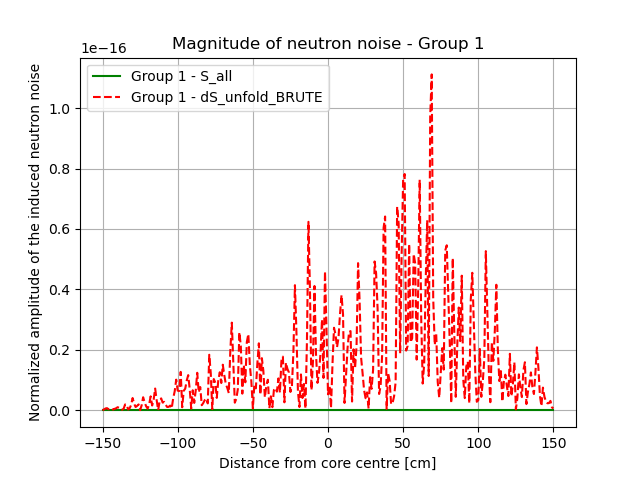 Magnitude of neutron noise - Group 1
1e−16
Group 1 - S_all
Group 1 - dS_unfold_BRUTE
Normalized amplitude of the induced neutron noise
1.0
0.8
0.6
0.4
0.2
0.0
−150
−100
−50
0
50
100
150
Distance from core centre [cm]